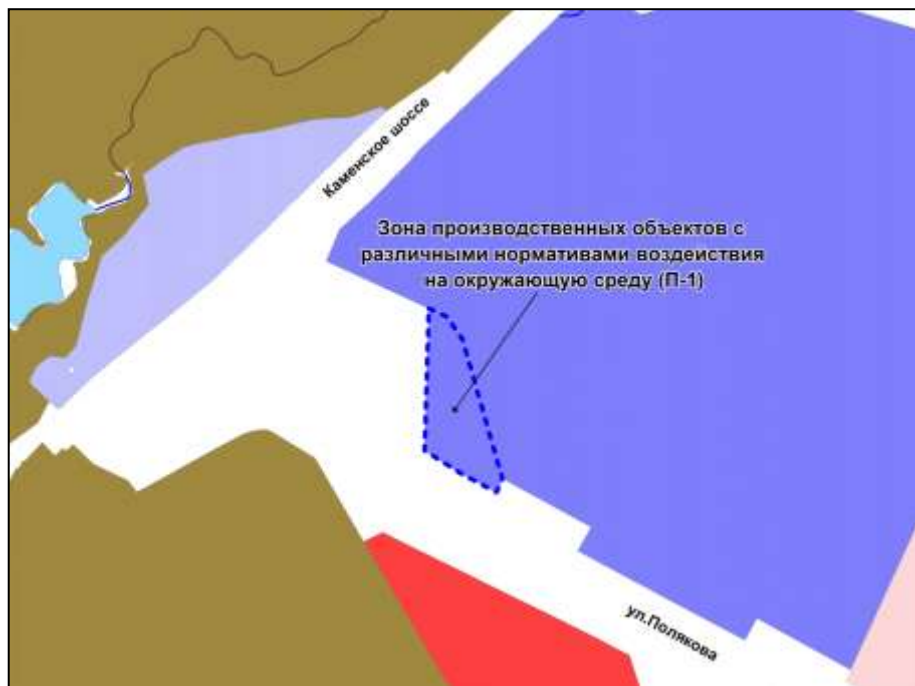 Каменское шоссе
Зона производственных объектов с
различными нормативами воздействия
на окружающую среду (П-1)
ул.Полякова